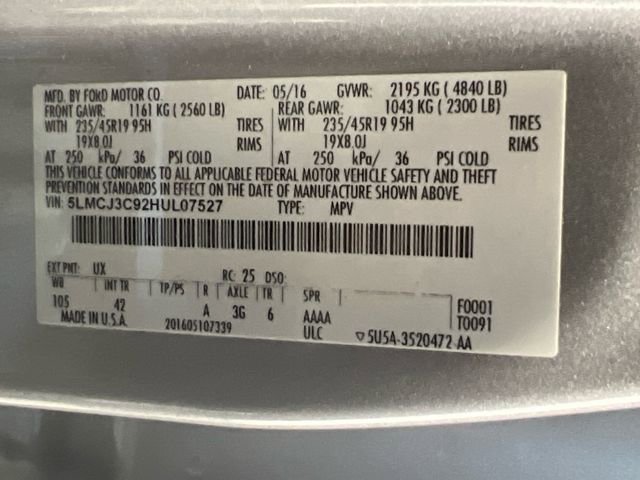 MFD. BY FORD MOTOR CO. DATE: 05/16 GVWR: 2195 KG ( 4840 LB)
FRONT GAWR: 1161 KG ( 2560 LB) REAR GAWR: 1043 KG ( 2300 LB)
WITH 235/45R19 95H TIRES WITH 235/45R19 95H TIRES
19X8.0J RIMS 19X8.0J RIMS
AT 250 kPa/ 36 PSI COLD AT 250 kPa/ 36 PSI COLD
THIS VEHICLE CONFORMS TO ALL APPLICABLE FEDERAL MOTOR VEHICLE SAFETY AND THEFT
PREVENTION STANDARDS IN EFFECT ON THE DATE OF MANUFACTURE SHOWN ABOVE.
VIN: 5LMCJ3C92HUL07527 TYPE: MPV
EXT PNT: UX RC: 25 DSO:
WB INT TR TP/PS R AXLE TR SPR
105 42 A 3G 6 AAAA F0001
MADE IN U.S.A. 201605107339 ULC T0091
▽5U5A-3520472-AA